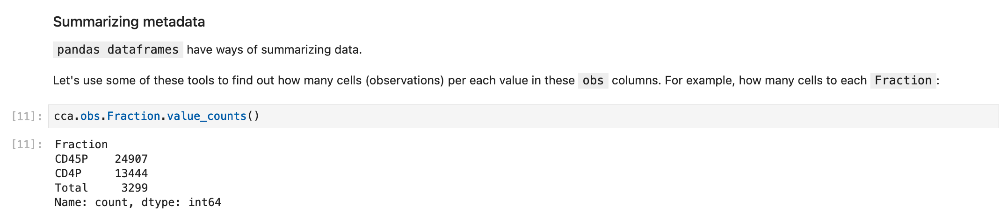 Summarizing metadata
pandas dataframes have ways of summarizing data.
Let's use some of these tools to find out how many cells (observations) per each value in these obs columns. For example, how many cells to each Fraction :
[11]: cca.obs.Fraction.value_counts()
[11]: Fraction
CD45P    24907
CD4P     13444
Total     3299
Name: count, dtype: int64